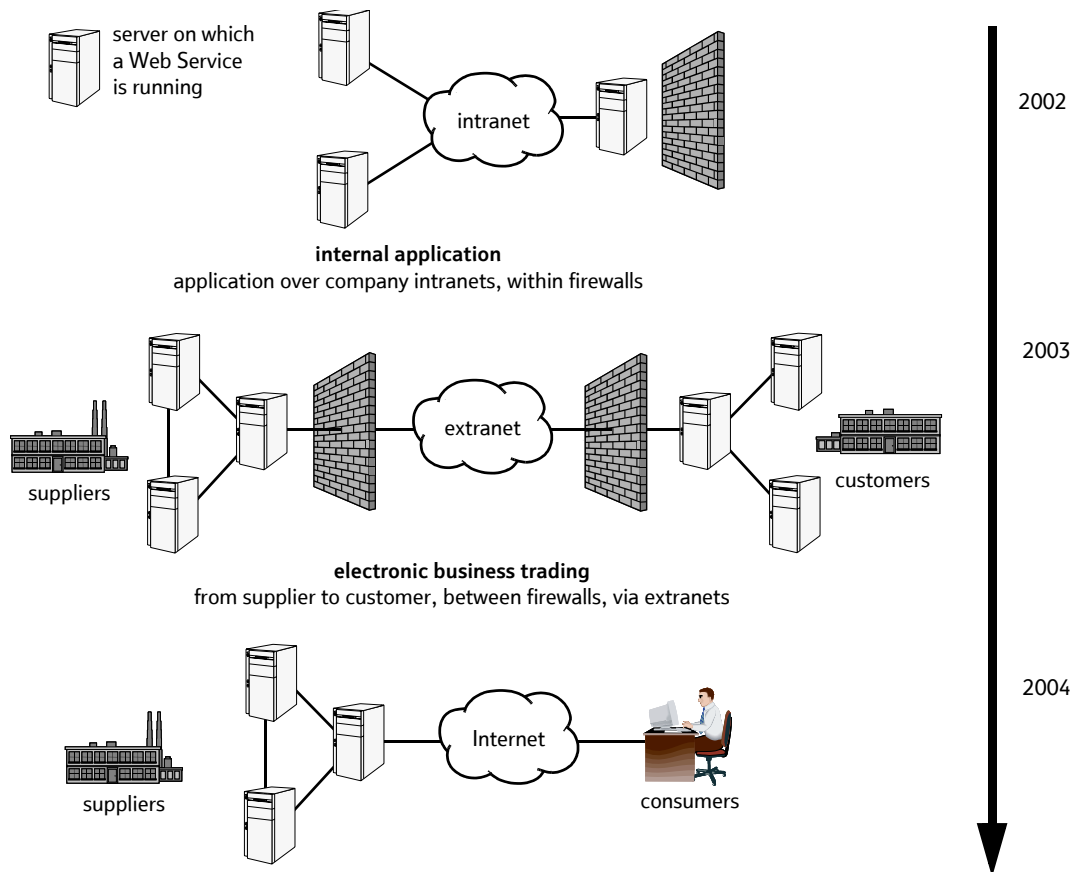 server on which
a Web Service
is running
intranet
2002
internal application
application over company intranets, within firewalls
2003
extranet
suppliers
customers
electronic business trading
from supplier to customer, between firewalls, via extranets
2004
Internet
suppliers
consumers